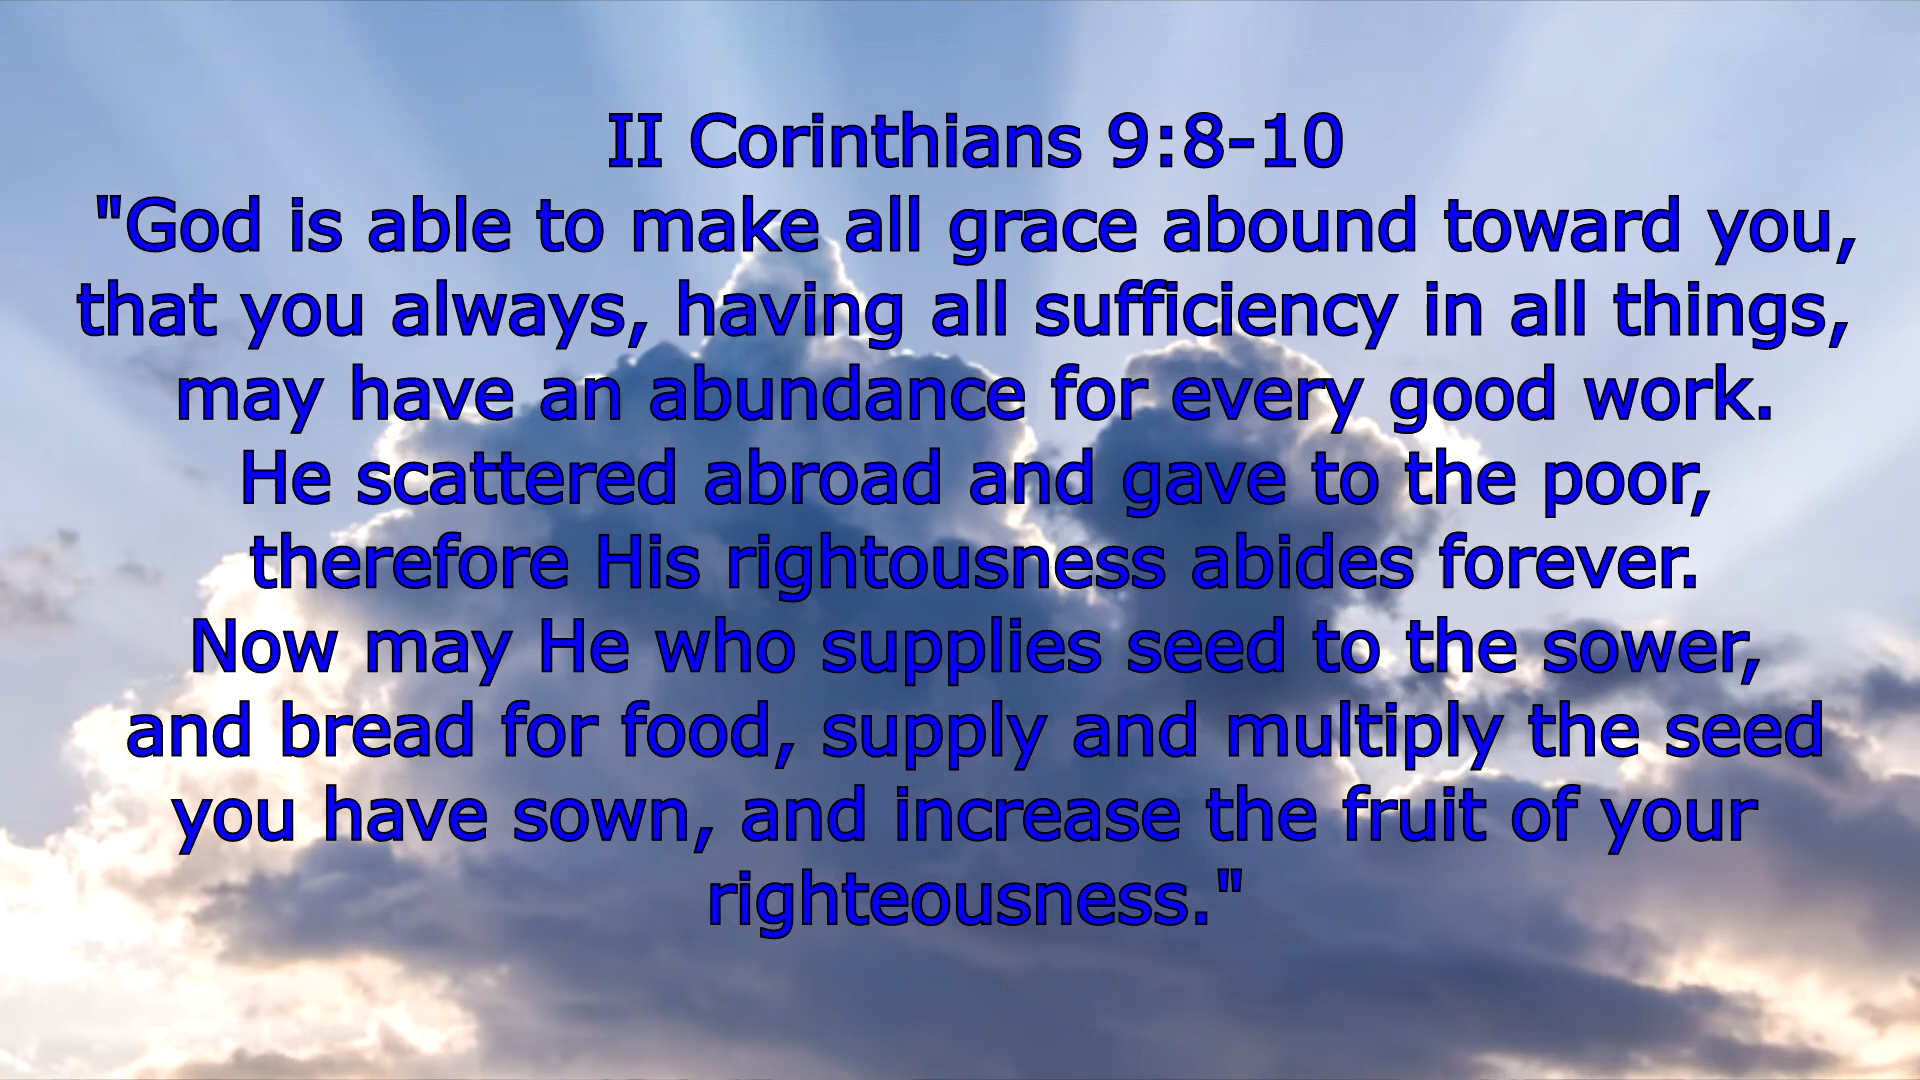 II Corinthians 9:8-10
"God is able to make all grace abound toward you,
that you always, having all sufficiency in all things,
may have an abundance for every good work.
He scattered abroad and gave to the poor,
therefore His rightousness abides forever.
Now may He who supplies seed to the sower,
and bread for food, supply and multiply the seed
you have sown, and increase the fruit of your
righteousness."